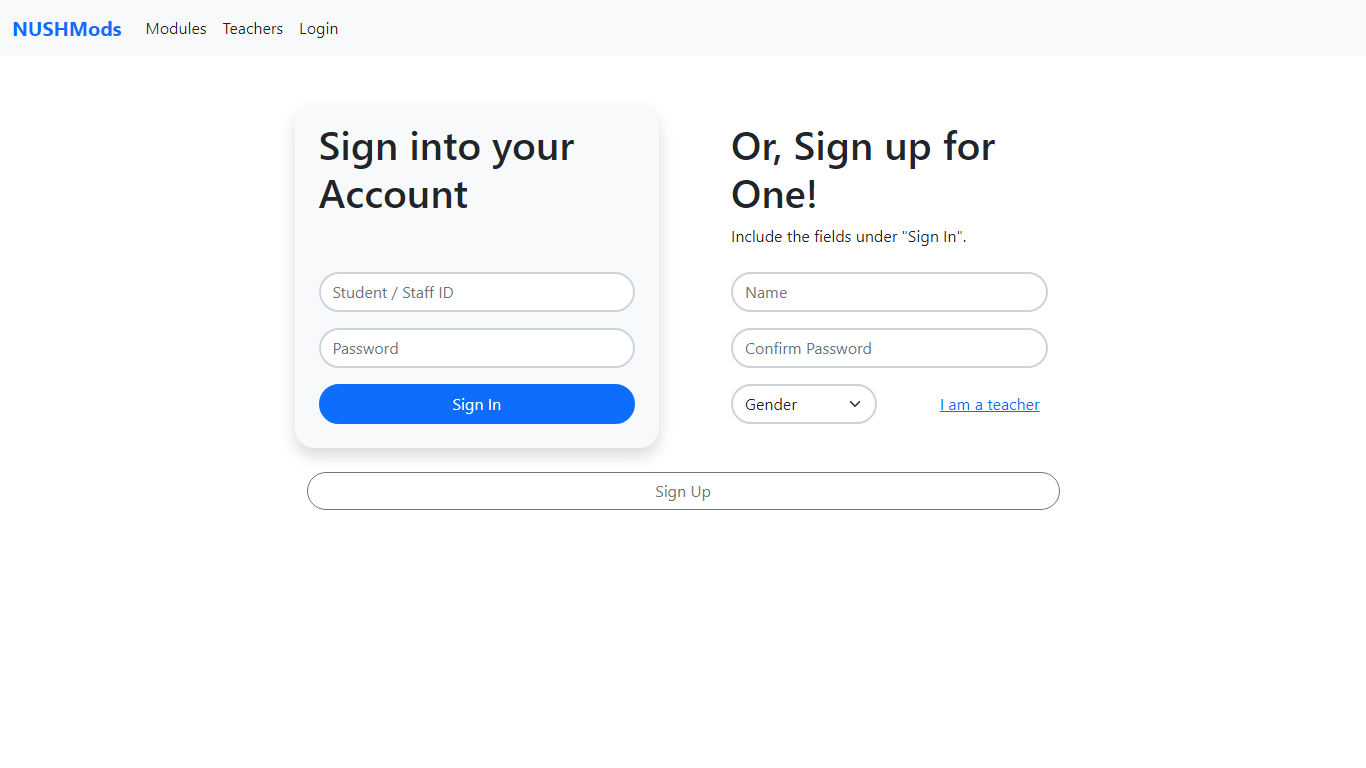 NUSHMods Modules Teachers Login
Sign into your
Account
Student / Staff ID
Password
Sign In
Or, Sign up for
One!
Include the fields under "Sign In".
Name
Confirm Password
Gender I am a teacher
Sign Up